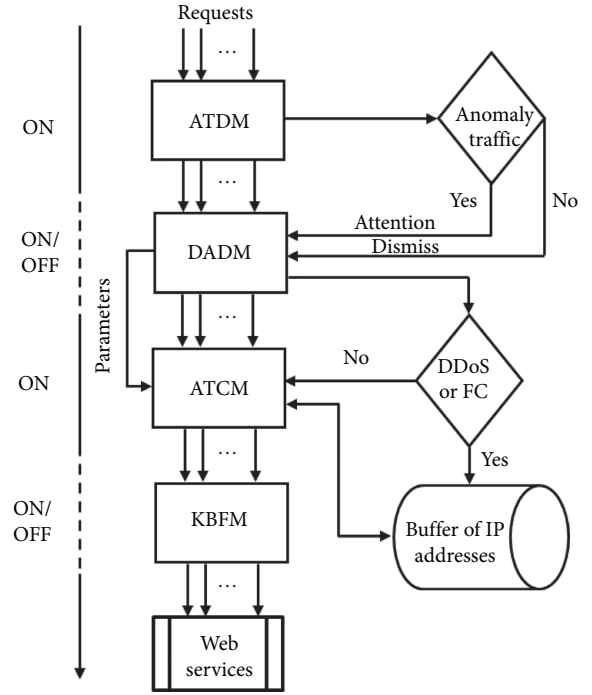 Requests
...
ON
ATDM
Anomaly
traffic
...
Yes
No
Attention
ON/
OFF
DADM
Dismiss
Parameters
...
ON
ATCM
No
DDoS
or FC
...
Yes
ON/
OFF
KBFM
Buffer of IP
addresses
...
Web
services